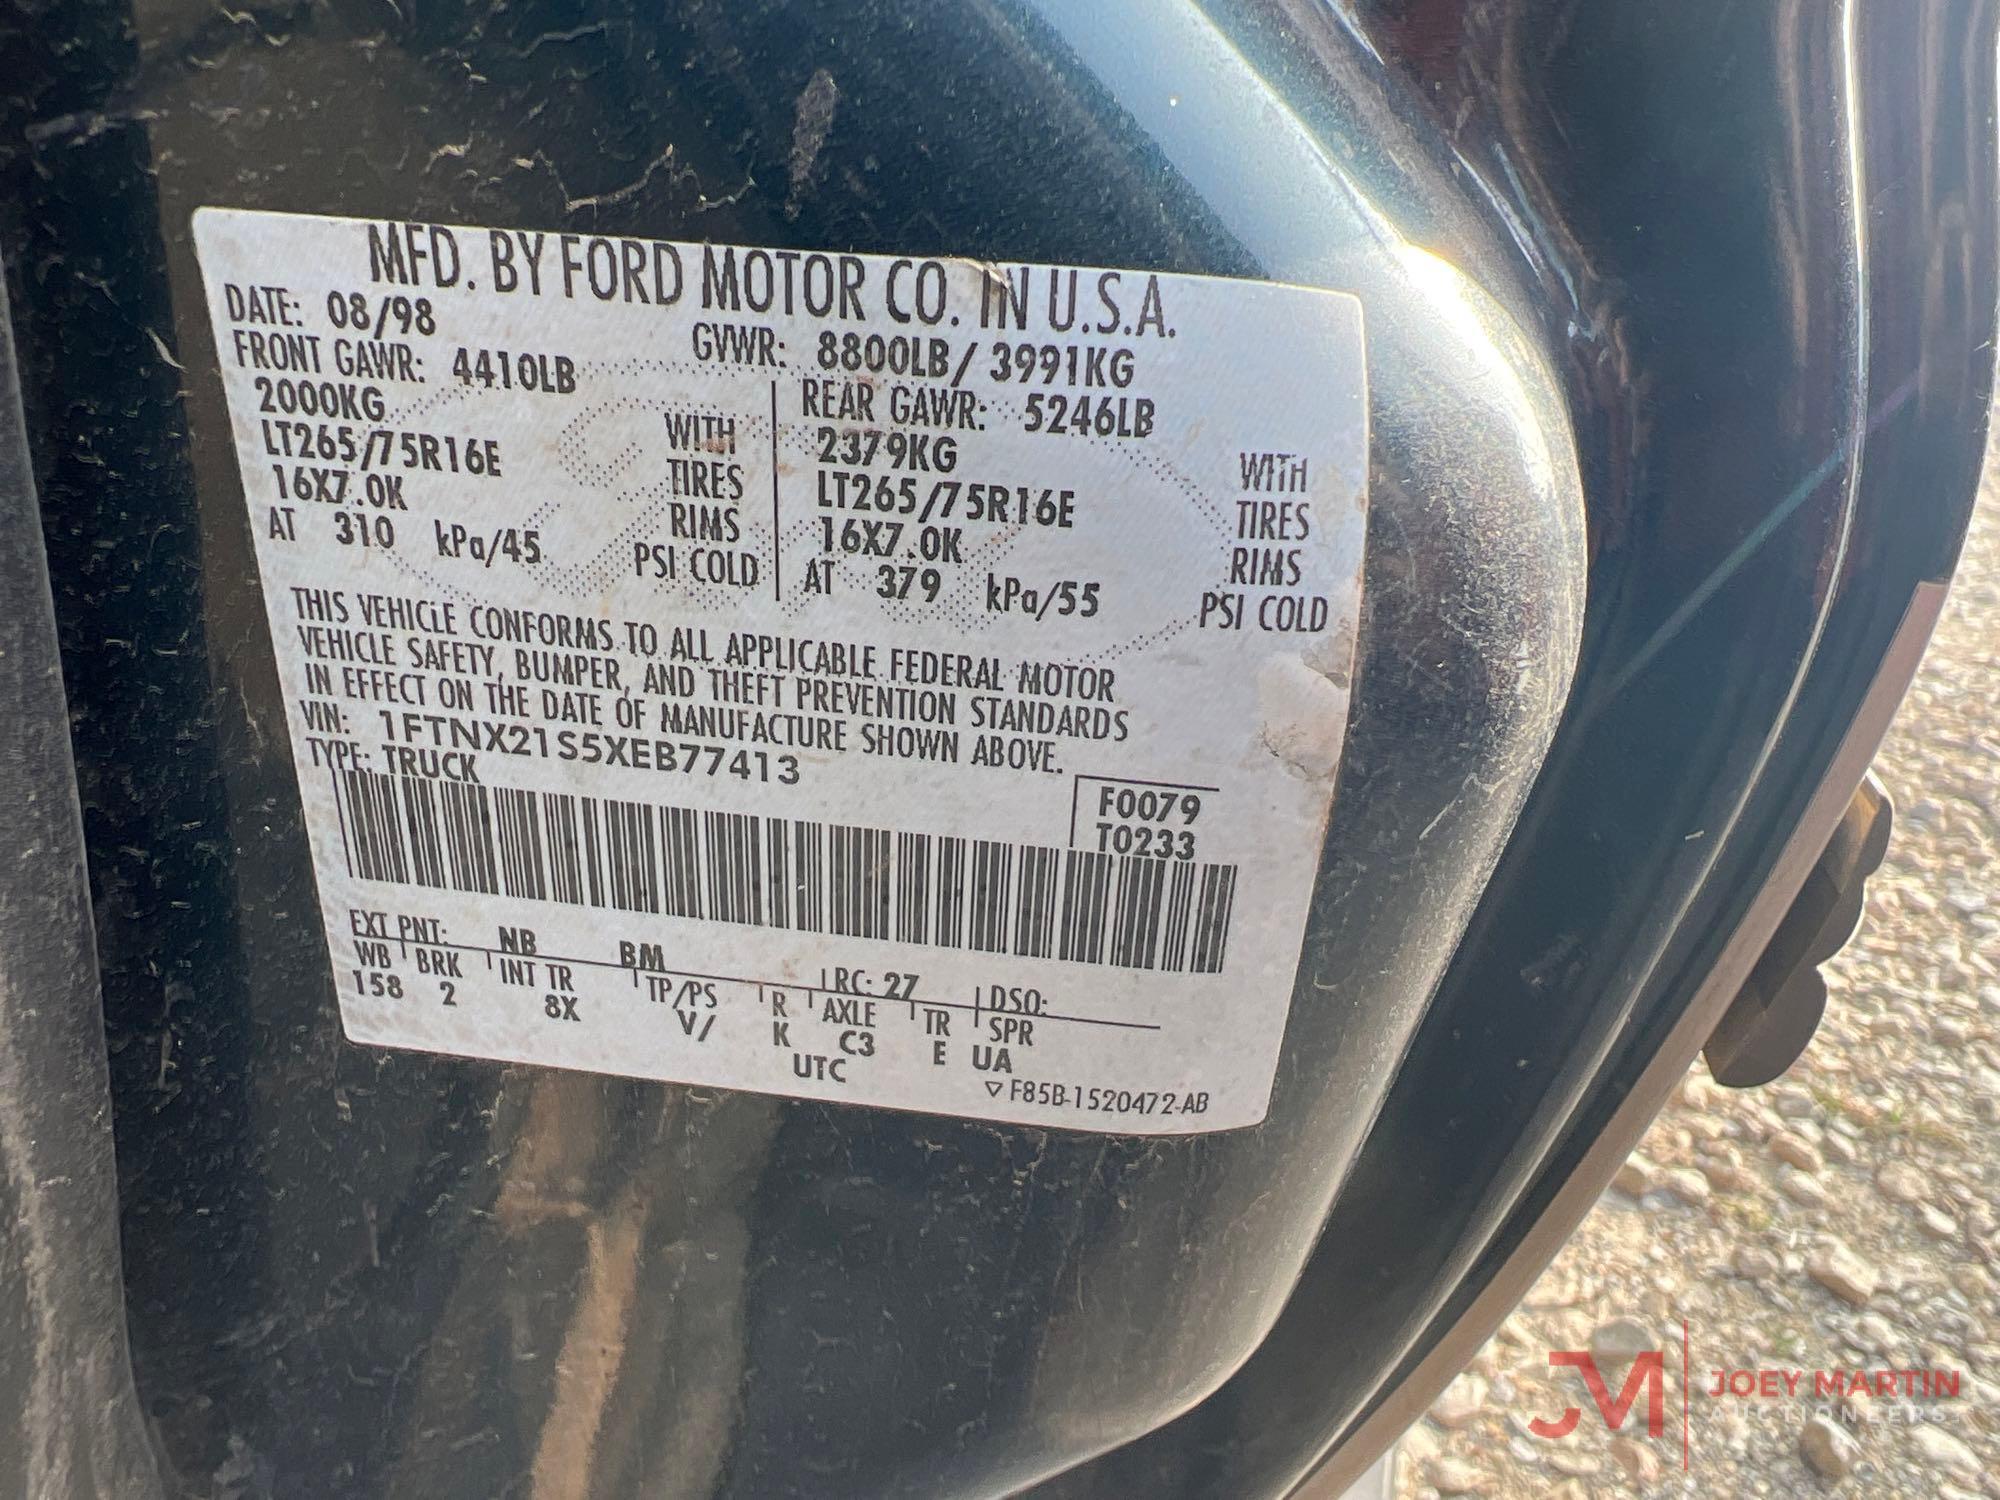 MFD. BY FORD MOTOR CO. IN U.S.A.
DATE: 08/98 GVWR: 8800LB / 3991KG
FRONT GAWR: 4410LB REAR GAWR: 5246LB
2000KG WITH 2379KG WITH
LT265/75R16E TIRES LT265/75R16E TIRES
16X7.0K RIMS 16X7.0K RIMS
AT 310 kPa/45 PSI COLD AT 379 kPa/55 PSI COLD
THIS VEHICLE CONFORMS TO ALL APPLICABLE FEDERAL MOTOR
VEHICLE SAFETY, BUMPER, AND THEFT PREVENTION STANDARDS
IN EFFECT ON THE DATE OF MANUFACTURE SHOWN ABOVE.
VIN: 1FTNX21S5XEB77413
TYPE: TRUCK
F0079
T0233
EXT PNT: NB BM RC: 27 DSO:
WB BRK INT TR TP/PS R AXLE TR SPR
158 2 8X V/ K C3 E UA
UTC
▽ F85B-1520472-AB
JM JOEY MARTIN
AUCTIONEERS